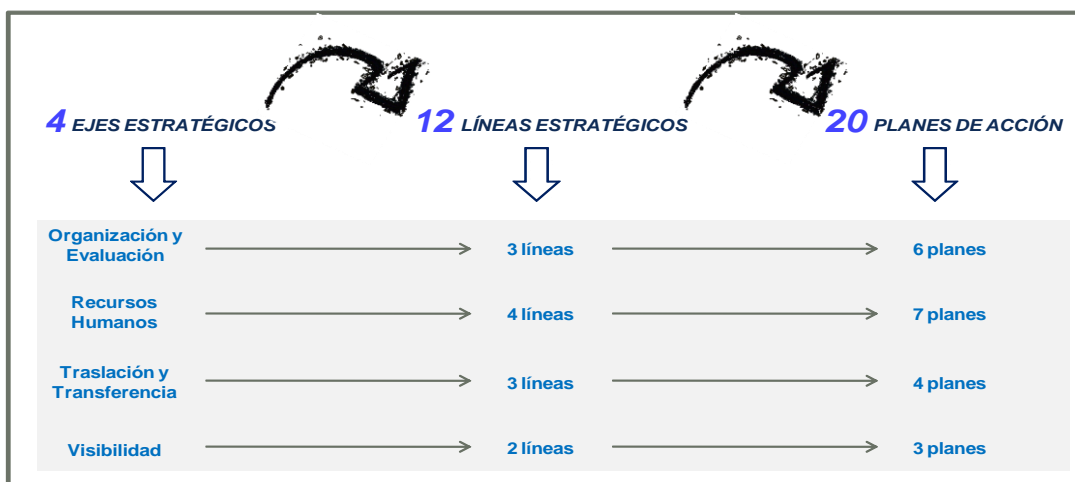 4 EJES ESTRATÉGICOS
12 LÍNEAS ESTRATÉGICOS
20 PLANES DE ACCIÓN
Organización y
Evaluación
3 líneas
6 planes
Recursos
Humanos
4 líneas
7 planes
Traslación y
Transferencia
3 líneas
4 planes
Visibilidad
2 líneas
3 planes